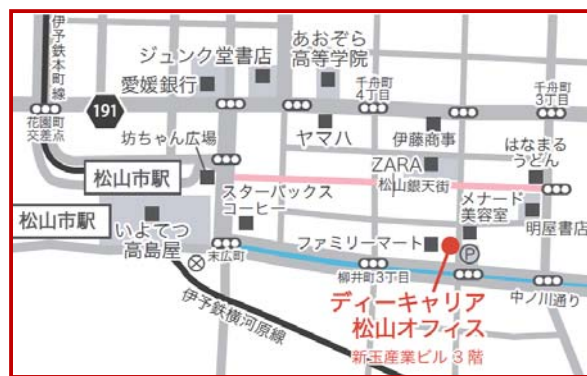 伊予鉄本町線
ジュンク堂書店
あおぞら
高等学院
愛媛銀行
191
花園町
交差点
千舟町
4丁目
千舟町
3丁目
坊ちゃん広場
ヤマハ
伊藤商事
はなまる
うどん
松山市駅
ZARA
松山銀天街
スターバックス
コーヒー
メナード
美容室
松山市駅
いよてつ
高島屋
明屋書店
末広町
ファミリーマート
P
柳井町3丁目
中ノ川通り
伊予鉄横河原線
ディーキャリア
松山オフィス
新玉産業ビル3階